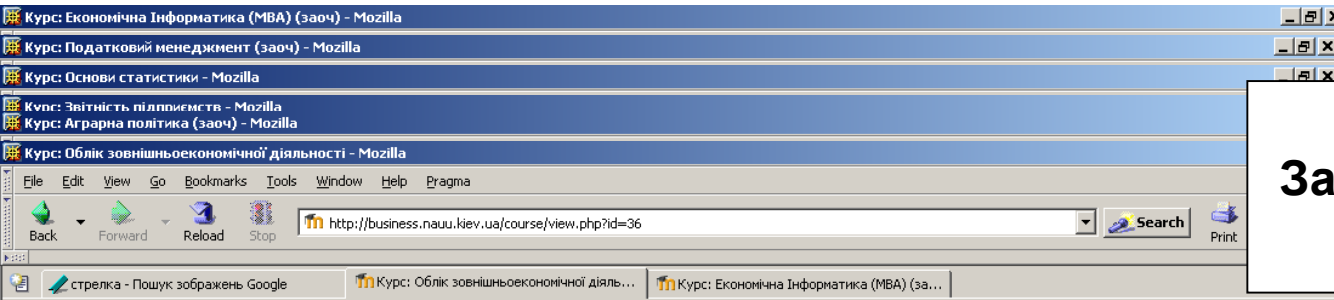 Курс: Економічна Інформатика (МВА) (заоч) - Mozilla
Курс: Податковий менеджмент (заоч) - Mozilla
Курс: Основи статистики - Mozilla
Курс: Звітність підприємств - Mozilla
Курс: Аграрна політика (заоч) - Mozilla
Курс: Облік зовнішньоекономічної діяльності - Mozilla
File Edit View Go Bookmarks Tools Window Help Pragma
Back Forward Reload Stop http://business.nauu.kiev.ua/course/view.php?id=36 Search Print
стрелка - Пошук зображень Google Курс: Облік зовнішньоекономічної діяль... Курс: Економічна Інформатика (МВА) (за...
За